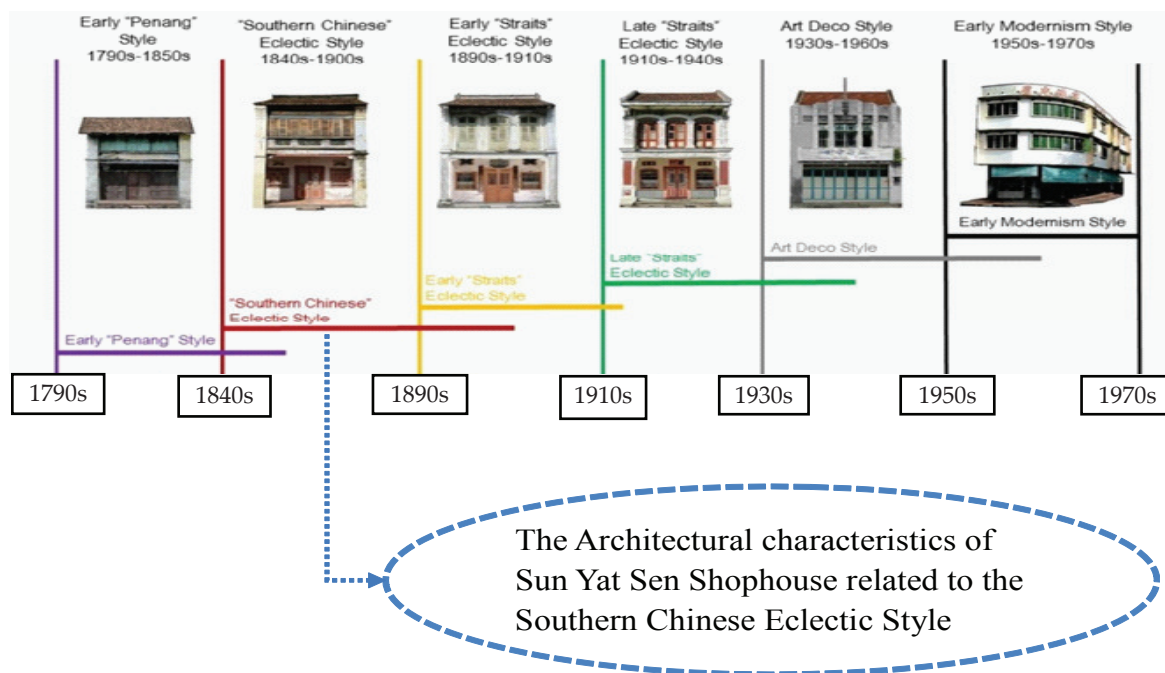 Early "Penang"
Style
1790s-1850s
"Southern Chinese"
Eclectic Style
1840s-1900s
Early "Straits"
Eclectic Style
1890s-1910s
Late "Straits"
Eclectic Style
1910s-1940s
Art Deco Style
1930s-1960s
Early Modernism Style
1950s-1970s
Early Modernism Style
Art Deco Style
Late "Straits"
Eclectic Style
Early "Straits"
Eclectic Style
"Southern Chinese"
Eclectic Style
Early "Penang" Style
1790s
1840s
1890s
1910s
1930s
1950s
1970s
The Architectural characteristics of
Sun Yat Sen Shophouse related to the
Southern Chinese Eclectic Style